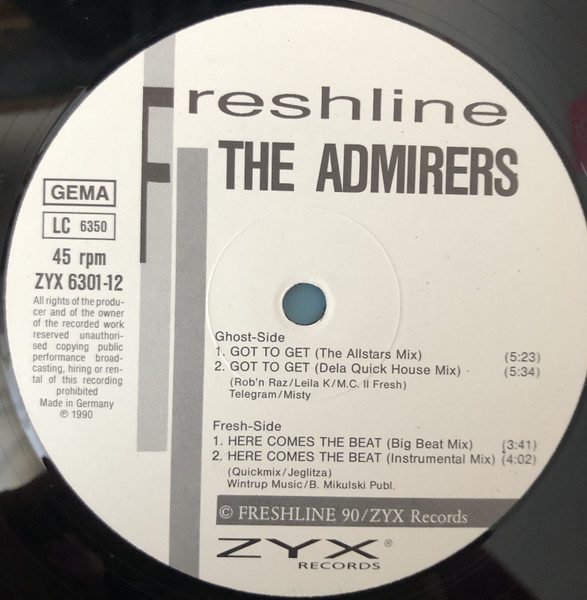 Freshline
THE ADMIRERS
GEMA
LC 6350
45 rpm
ZYX 6301-12
All rights of the produ-
cer and of the owner
of the recorded work
reserved unauthori-
sed copying public
performance broad-
casting, hiring or ren-
tal of this recording
prohibited
Made in Germany
℗ 1990
Ghost-Side
1. GOT TO GET (The Allstars Mix) (5:23)
2. GOT TO GET (Dela Quick House Mix) (5:34)
(Rob'n Raz/Leila K/M.C. II Fresh)
Telegram/Misty
Fresh-Side
1. HERE COMES THE BEAT (Big Beat Mix) (3:41)
2. HERE COMES THE BEAT (Instrumental Mix) (4:02)
(Quickmix/Jeglitza)
Wintrup Music/B. Mikulski Publ.
© FRESHLINE 90/ZYX Records
ZYX®
RECORDS